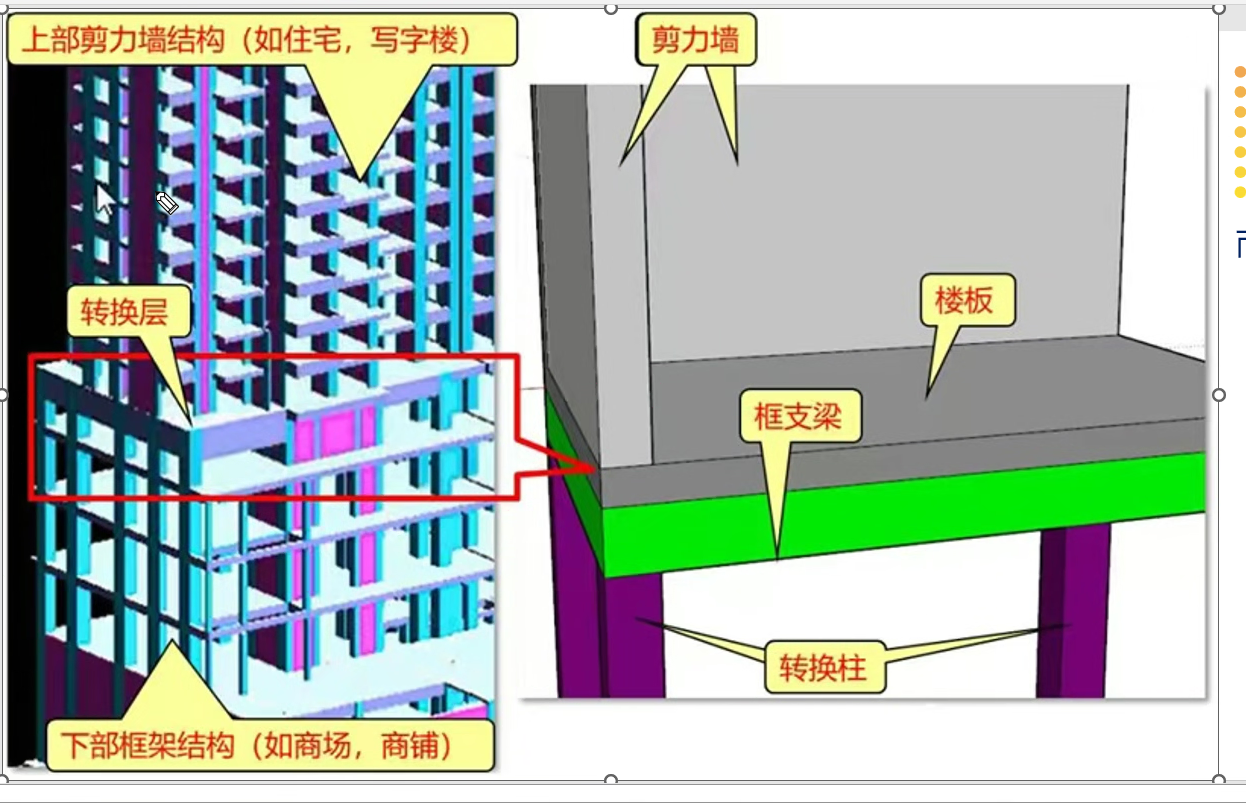 上部剪力墙结构（如住宅，写字楼）
剪力墙
转换层
楼板
框支梁
转换柱
下部框架结构（如商场，商铺）